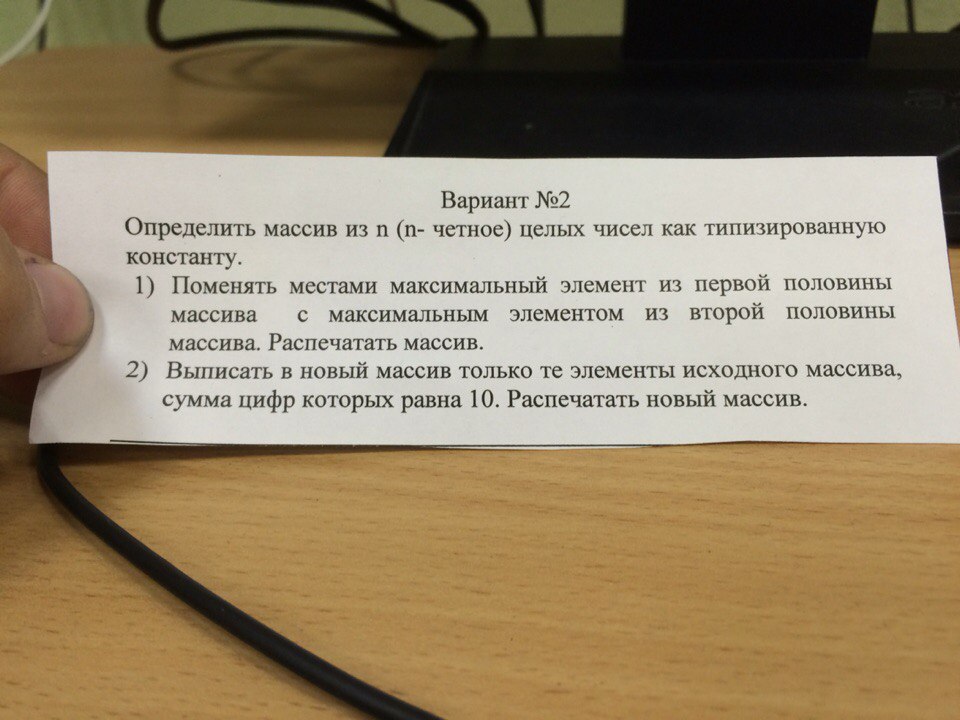 Вариант №2
Определить массив из n (n- четное) целых чисел как типизированную
константу.
1) Поменять местами максимальный элемент из первой половины
массива с максимальным элементом из второй половины
массива. Распечатать массив.
2) Выписать в новый массив только те элементы исходного массива,
сумма цифр которых равна 10. Распечатать новый массив.